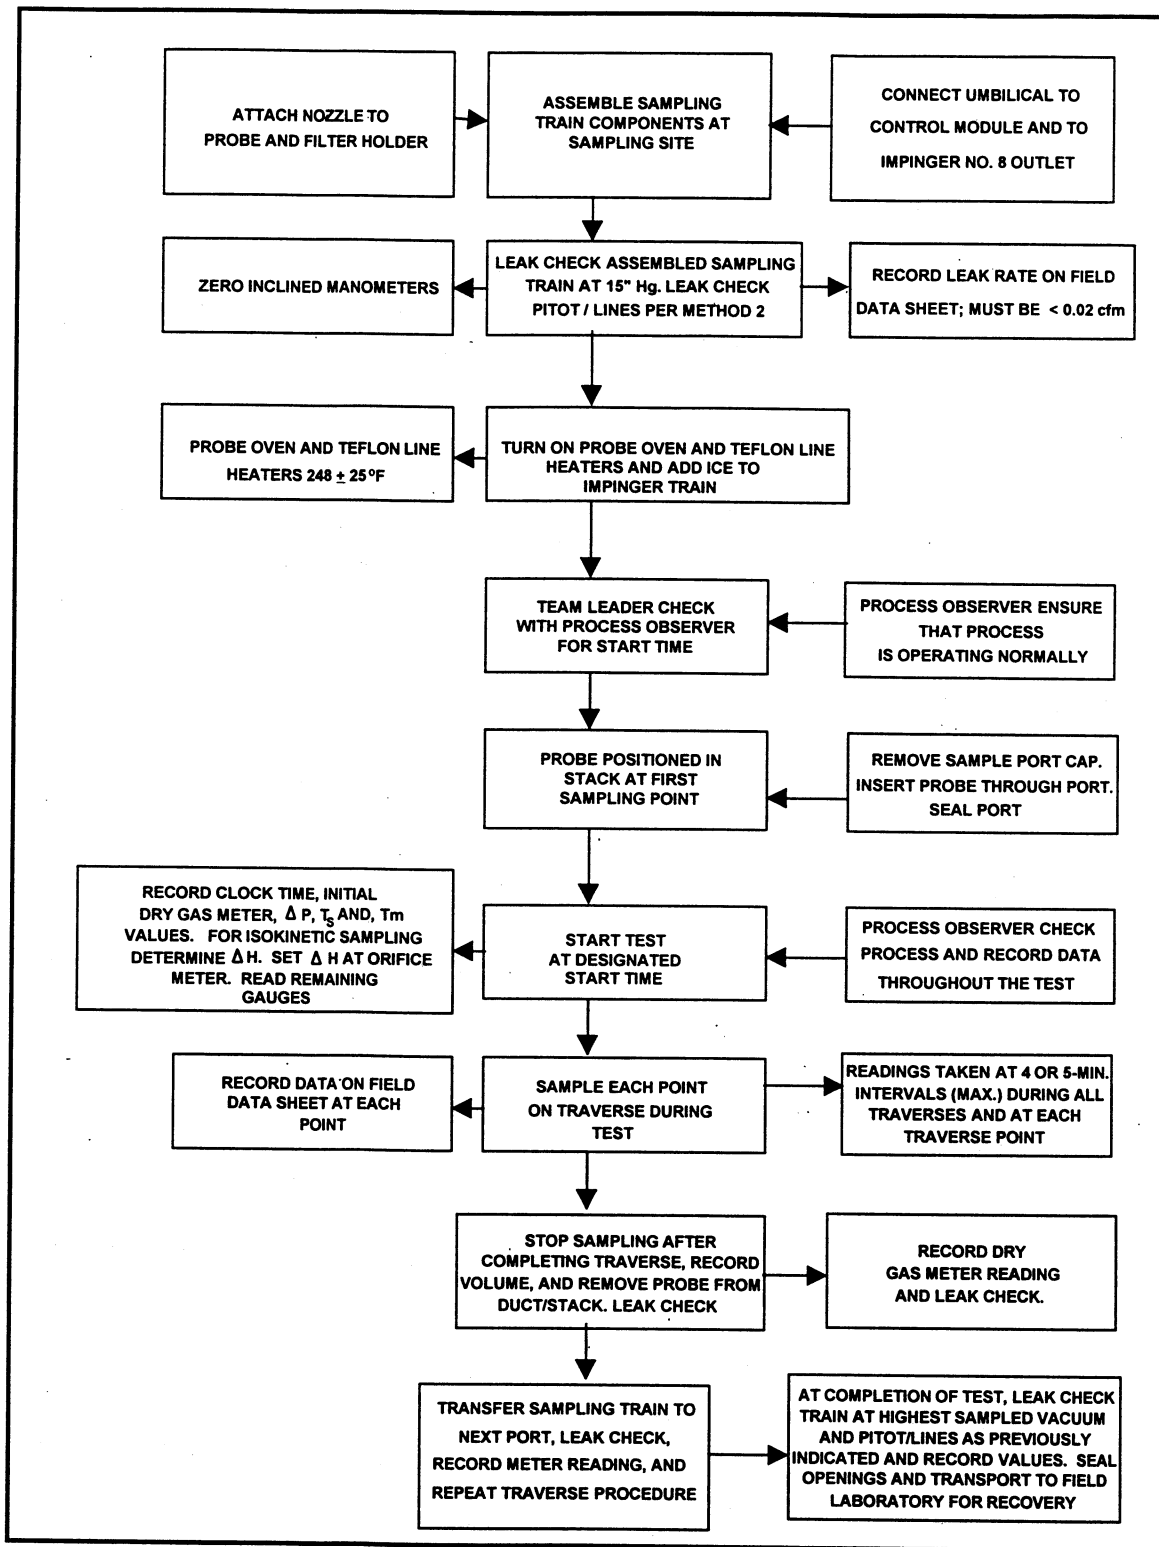 ATTACH NOZZLE TO
PROBE AND FILTER HOLDER
ASSEMBLE SAMPLING
TRAIN COMPONENTS AT
SAMPLING SITE
CONNECT UMBILICAL TO
CONTROL MODULE AND TO
IMPINGER NO. 8 OUTLET
ZERO INCLINED MANOMETERS
LEAK CHECK ASSEMBLED SAMPLING
TRAIN AT 15" Hg. LEAK CHECK
PITOT / LINES PER METHOD 2
RECORD LEAK RATE ON FIELD
DATA SHEET; MUST BE < 0.02 cfm
PROBE OVEN AND TEFLON LINE
HEATERS 248 ± 25°F
TURN ON PROBE OVEN AND TEFLON LINE
HEATERS AND ADD ICE TO
IMPINGER TRAIN
TEAM LEADER CHECK
WITH PROCESS OBSERVER
FOR START TIME
PROCESS OBSERVER ENSURE
THAT PROCESS
IS OPERATING NORMALLY
PROBE POSITIONED IN
STACK AT FIRST
SAMPLING POINT
REMOVE SAMPLE PORT CAP.
INSERT PROBE THROUGH PORT.
SEAL PORT
RECORD CLOCK TIME, INITIAL
DRY GAS METER, Δ P, Ts AND, Tm
VALUES. FOR ISOKINETIC SAMPLING
DETERMINE Δ H. SET Δ H AT ORIFICE
METER. READ REMAINING
GAUGES
START TEST
AT DESIGNATED
START TIME
PROCESS OBSERVER CHECK
PROCESS AND RECORD DATA
THROUGHOUT THE TEST
RECORD DATA ON FIELD
DATA SHEET AT EACH
POINT
SAMPLE EACH POINT
ON TRAVERSE DURING
TEST
READINGS TAKEN AT 4 OR 5-MIN.
INTERVALS (MAX.) DURING ALL
TRAVERSES AND AT EACH
TRAVERSE POINT
STOP SAMPLING AFTER
COMPLETING TRAVERSE, RECORD
VOLUME, AND REMOVE PROBE FROM
DUCT/STACK. LEAK CHECK
RECORD DRY
GAS METER READING
AND LEAK CHECK.
TRANSFER SAMPLING TRAIN TO
NEXT PORT, LEAK CHECK,
RECORD METER READING, AND
REPEAT TRAVERSE PROCEDURE
AT COMPLETION OF TEST, LEAK CHECK
TRAIN AT HIGHEST SAMPLED VACUUM
AND PITOT/LINES AS PREVIOUSLY
INDICATED AND RECORD VALUES. SEAL
OPENINGS AND TRANSPORT TO FIELD
LABORATORY FOR RECOVERY